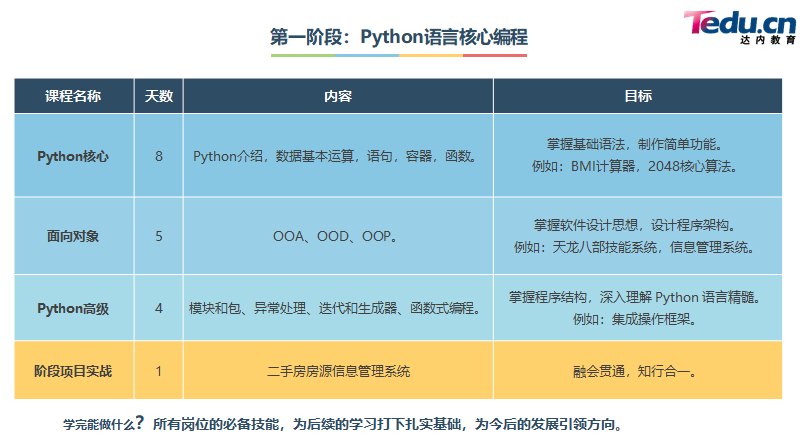 Tedu.cn
达内教育
第一阶段：Python语言核心编程
课程名称 天数 内容 目标
Python核心 8 Python介绍，数据基本运算，语句，容器，函数。 掌握基础语法，制作简单功能。
例如：BMI计算器，2048核心算法。
面向对象 5 OOA、OOD、OOP。 掌握软件设计思想，设计程序架构。
例如：天龙八部技能系统，信息管理系统。
Python高级 4 模块和包、异常处理、迭代和生成器、函数式编程。 掌握程序结构，深入理解 Python 语言精髓。
例如：集成操作框架。
阶段项目实战 1 二手房房源信息管理系统 融会贯通，知行合一。
学完能做什么？所有岗位的必备技能，为后续的学习打下扎实基础，为今后的发展引领方向。